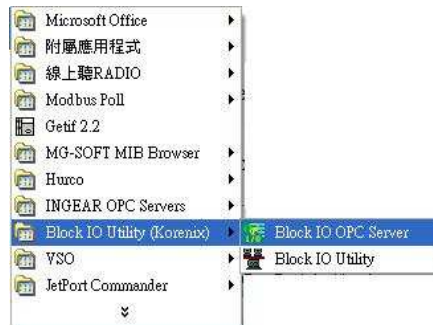 Microsoft Office
附屬應用程式
線上聽RADIO
Modbus Poll
Getif 2.2
MG-SOFT MIB Browser
Hurco
INGEAR OPC Servers
Block IO Utility (Korenix)
Block IO OPC Server
VSO
Block IO Utility
JetPort Commander